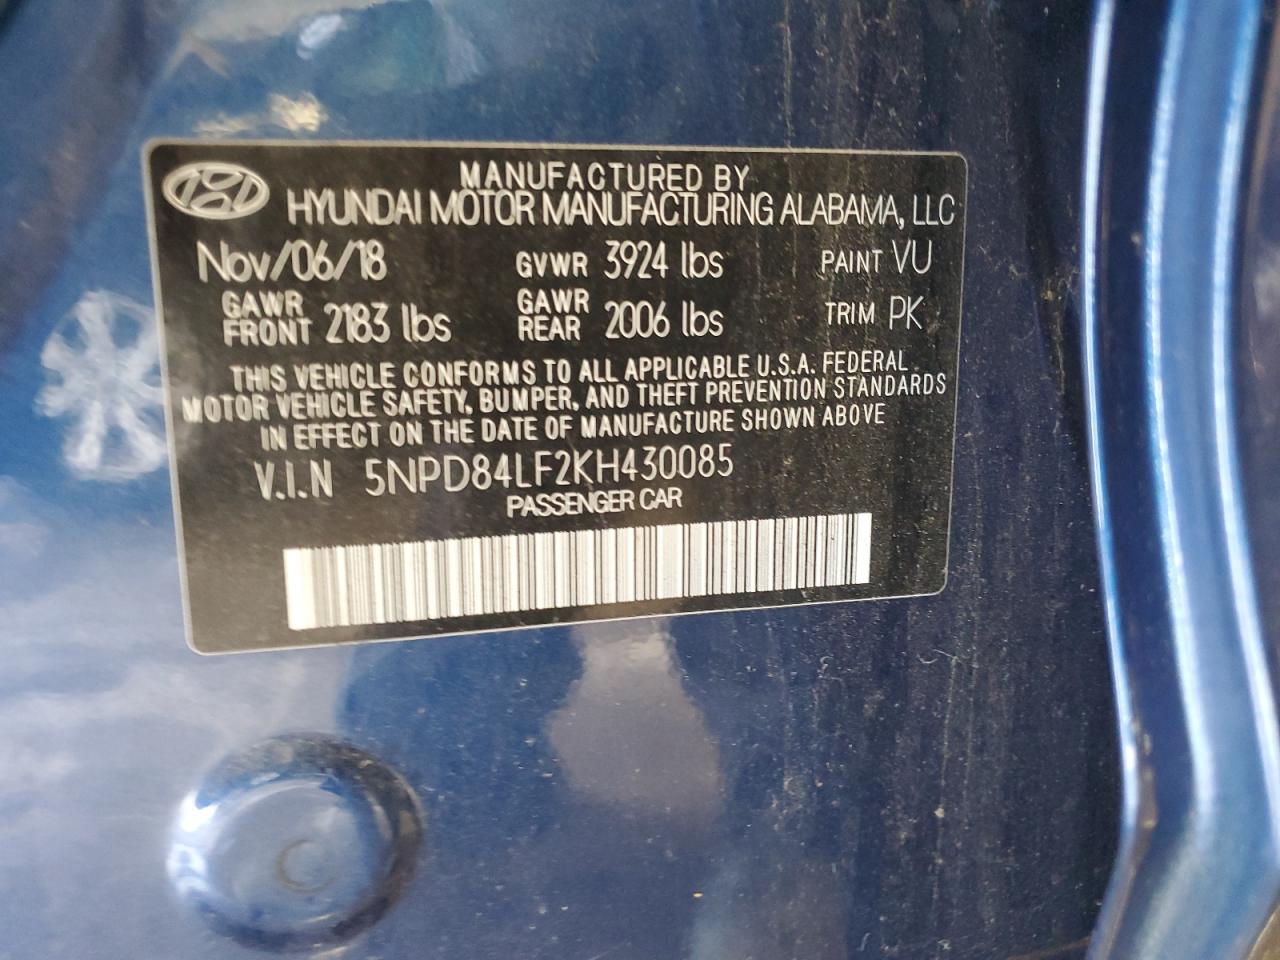 MANUFACTURED BY
HYUNDAI MOTOR MANUFACTURING ALABAMA, LLC
Nov/06/18 GVWR 3924 lbs PAINT VU
GAWR FRONT 2183 lbs GAWR REAR 2006 lbs TRIM PK
THIS VEHICLE CONFORMS TO ALL APPLICABLE U.S.A. FEDERAL
MOTOR VEHICLE SAFETY, BUMPER, AND THEFT PREVENTION STANDARDS
IN EFFECT ON THE DATE OF MANUFACTURE SHOWN ABOVE
V.I.N 5NPD84LF2KH430085
PASSENGER CAR